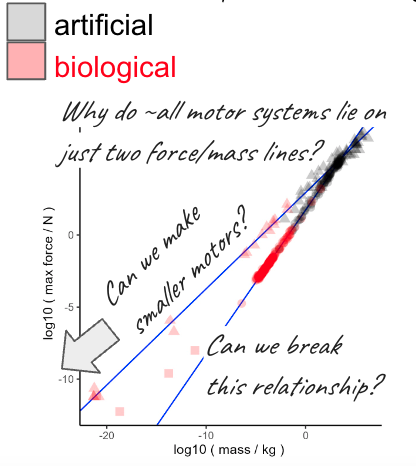 artificial
biological
Why do ~all motor systems lie on
just two force/mass lines?
Can we make
smaller motors?
Can we break
this relationship?
log10 ( max force / N )
0
-5
-10
-20
-10
0
log10 ( mass / kg )